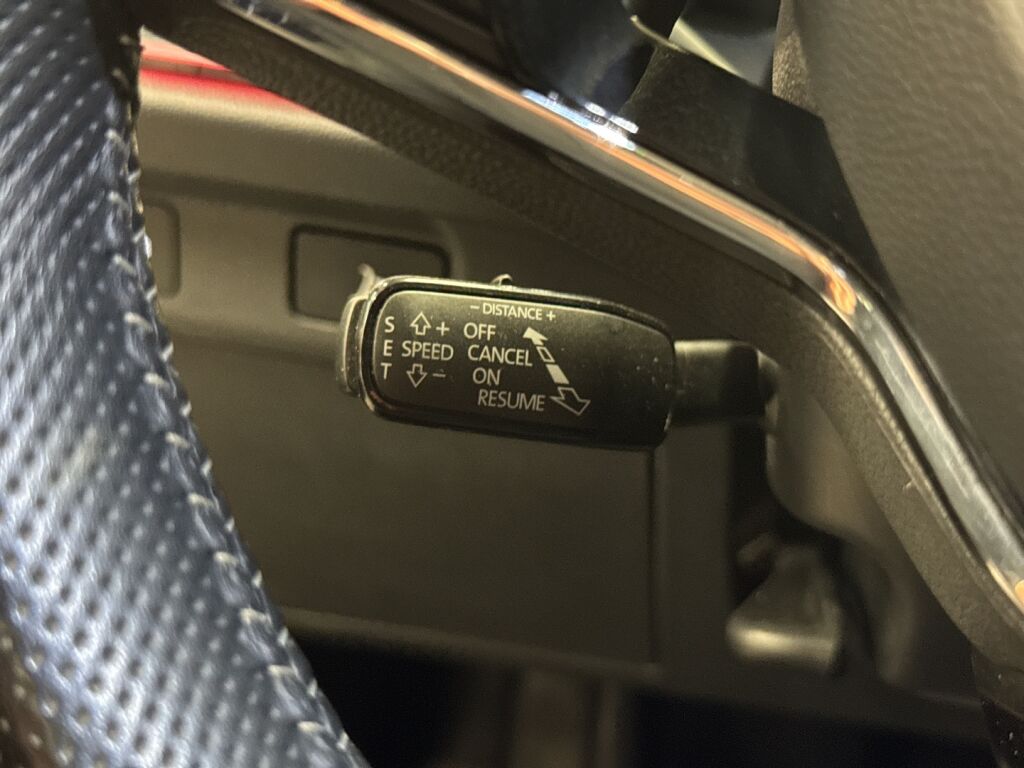 - DISTANCE +
S + OFF
E SPEED CANCEL
T - ON
RESUME